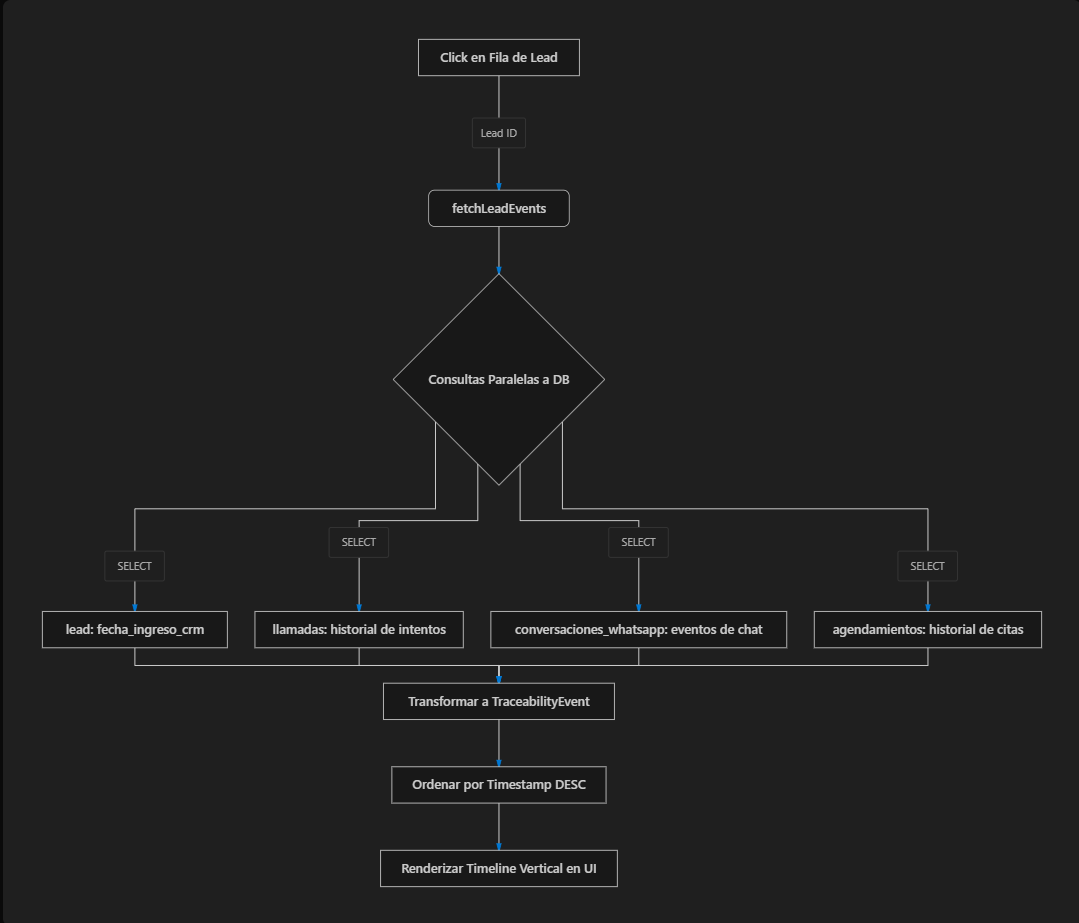 Click en Fila de Lead
Lead ID
fetchLeadEvents
Consultas Paralelas a DB
SELECT
SELECT
SELECT
SELECT
lead: fecha_ingreso_crm
llamadas: historial de intentos
conversaciones_whatsapp: eventos de chat
agendamientos: historial de citas
Transformar a TraceabilityEvent
Ordenar por Timestamp DESC
Renderizar Timeline Vertical en UI